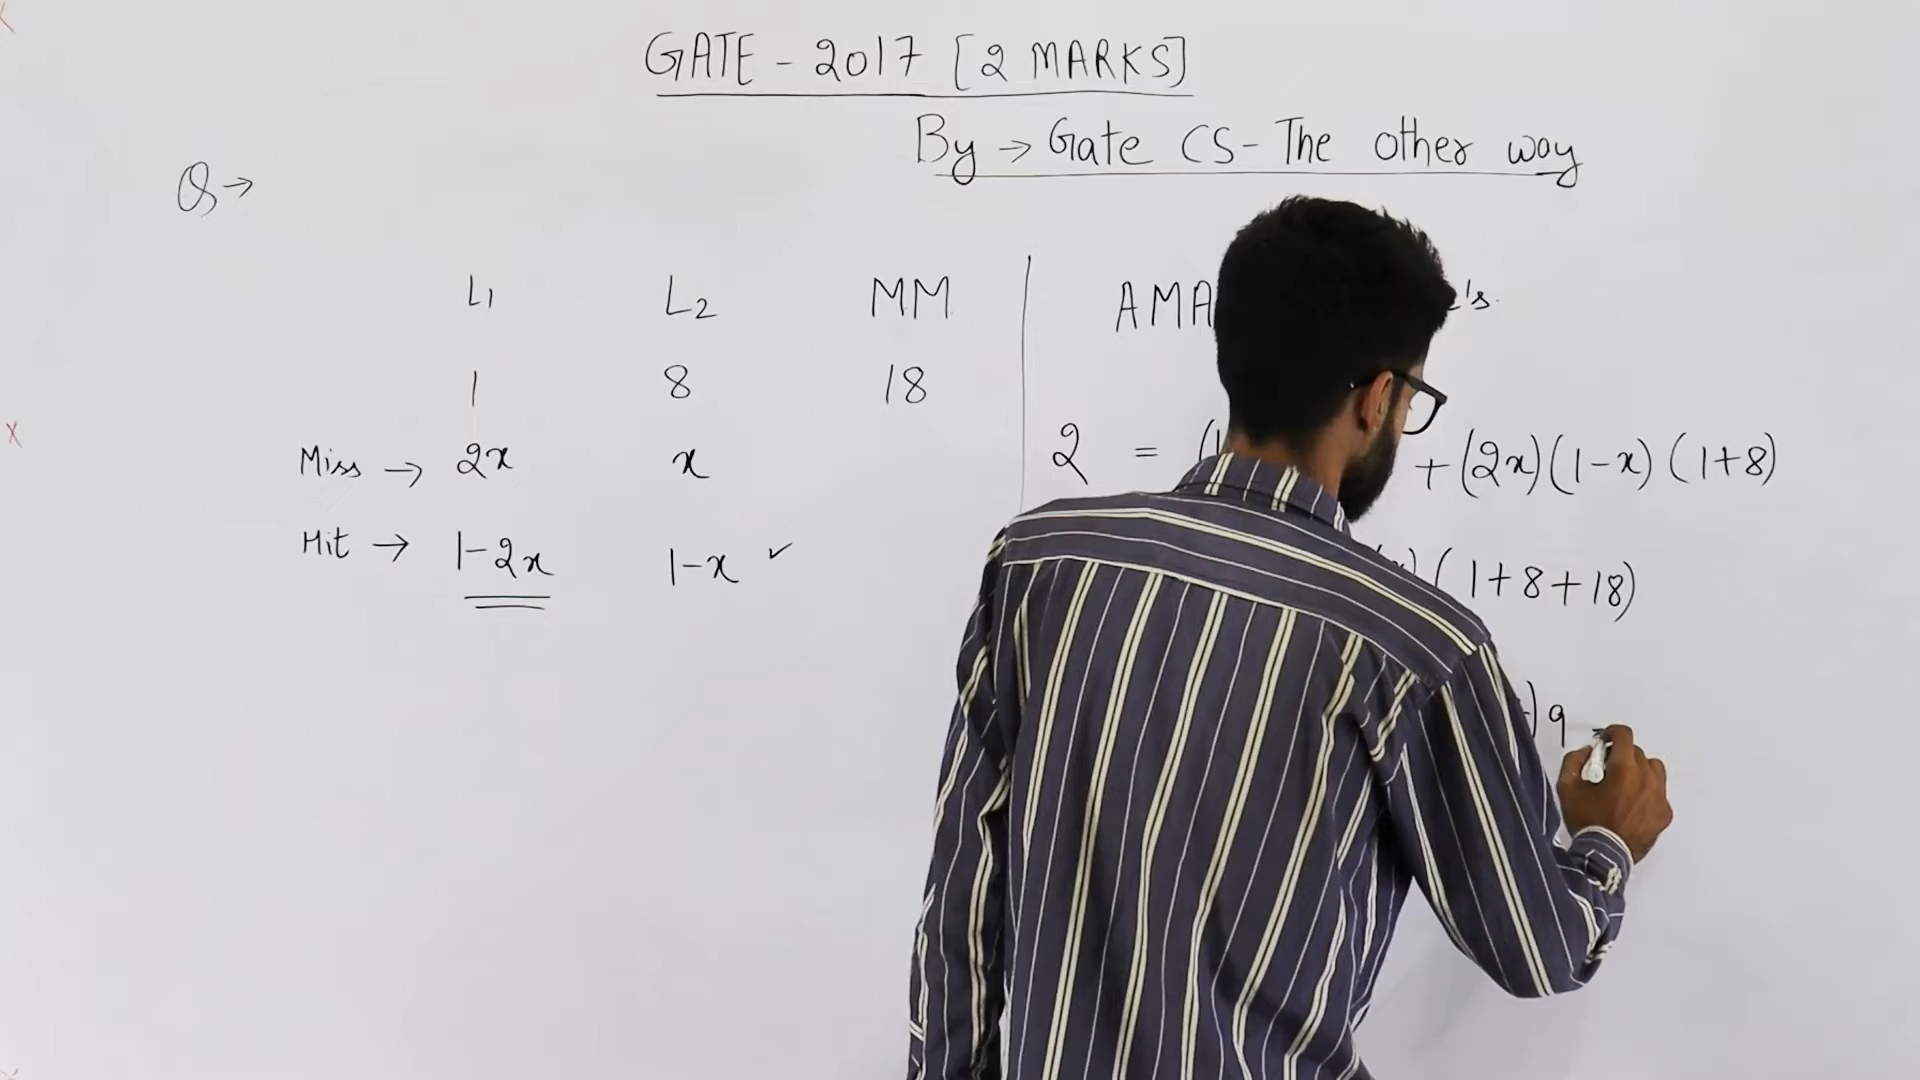 GATE - 2017 [2 MARKS]
By → Gate CS - The other way
Q →
L1 L2 MM
1 8 18
Miss → 2x x
Hit → 1-2x 1-x ✓
AMA
2 = + (2x)(1-x)(1+8)
(1+8+18)
) 9